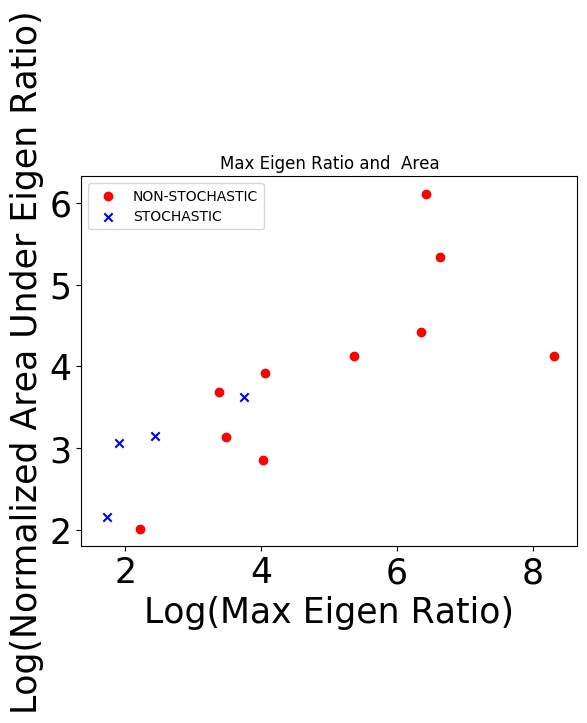 Max Eigen Ratio and  Area
NON-STOCHASTIC
STOCHASTIC
Log(Normalized Area Under Eigen Ratio)
6
5
4
3
2
2 4 6 8
Log(Max Eigen Ratio)